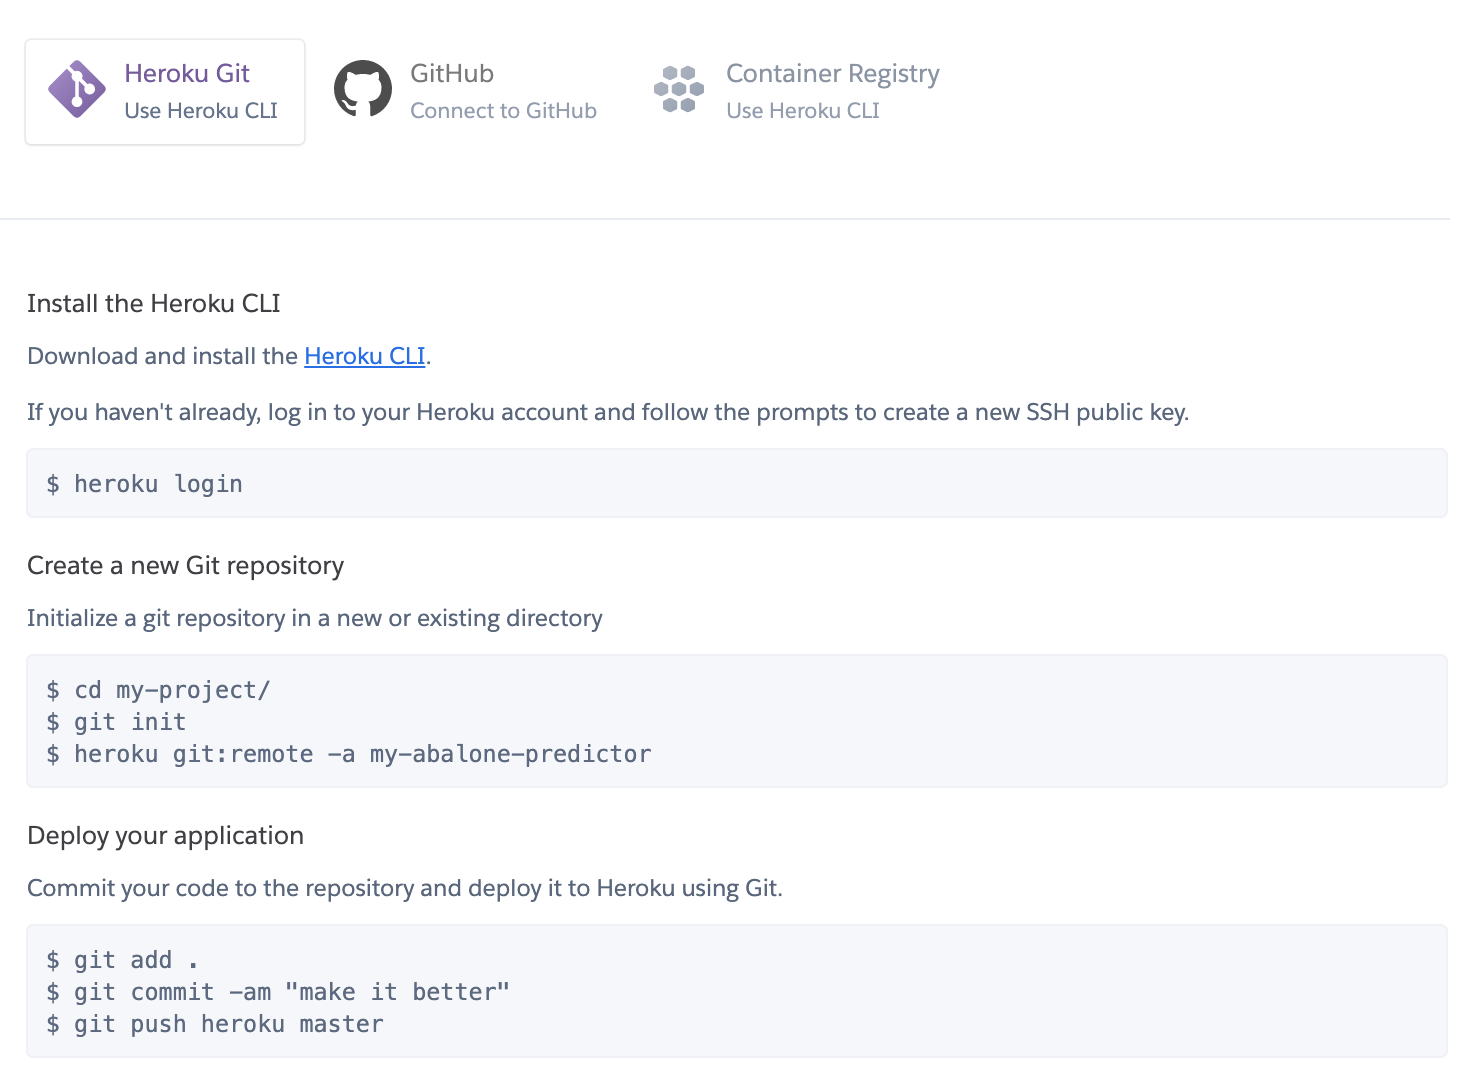 Heroku Git
Use Heroku CLI
GitHub
Connect to GitHub
Container Registry
Use Heroku CLI
Install the Heroku CLI
Download and install the Heroku CLI.
If you haven't already, log in to your Heroku account and follow the prompts to create a new SSH public key.
$ heroku login
Create a new Git repository
Initialize a git repository in a new or existing directory
$ cd my-project/
$ git init
$ heroku git:remote -a my-abalone-predictor
Deploy your application
Commit your code to the repository and deploy it to Heroku using Git.
$ git add .
$ git commit -am "make it better"
$ git push heroku master